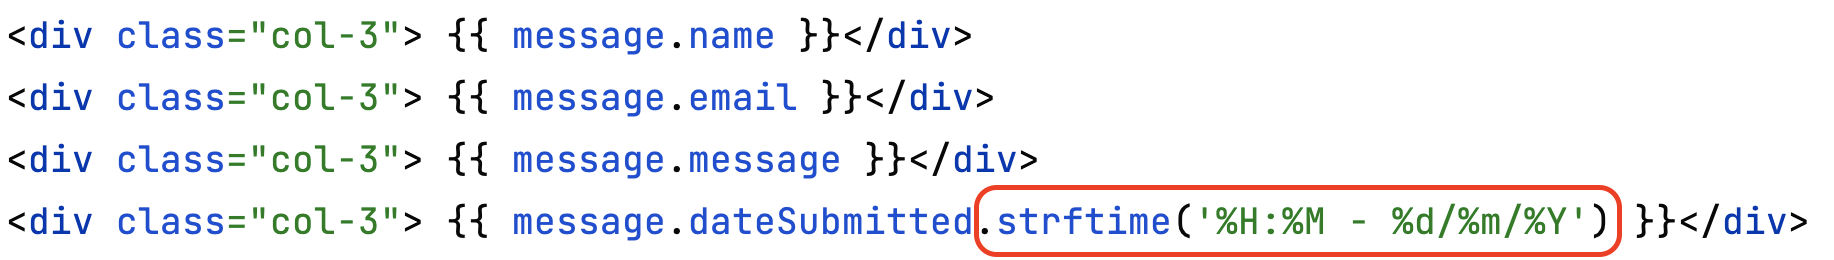 <div class="col-3"> {{ message.name }}</div>
<div class="col-3"> {{ message.email }}</div>
<div class="col-3"> {{ message.message }}</div>
<div class="col-3"> {{ message.dateSubmitted.strftime('%H:%M - %d/%m/%Y') }}</div>